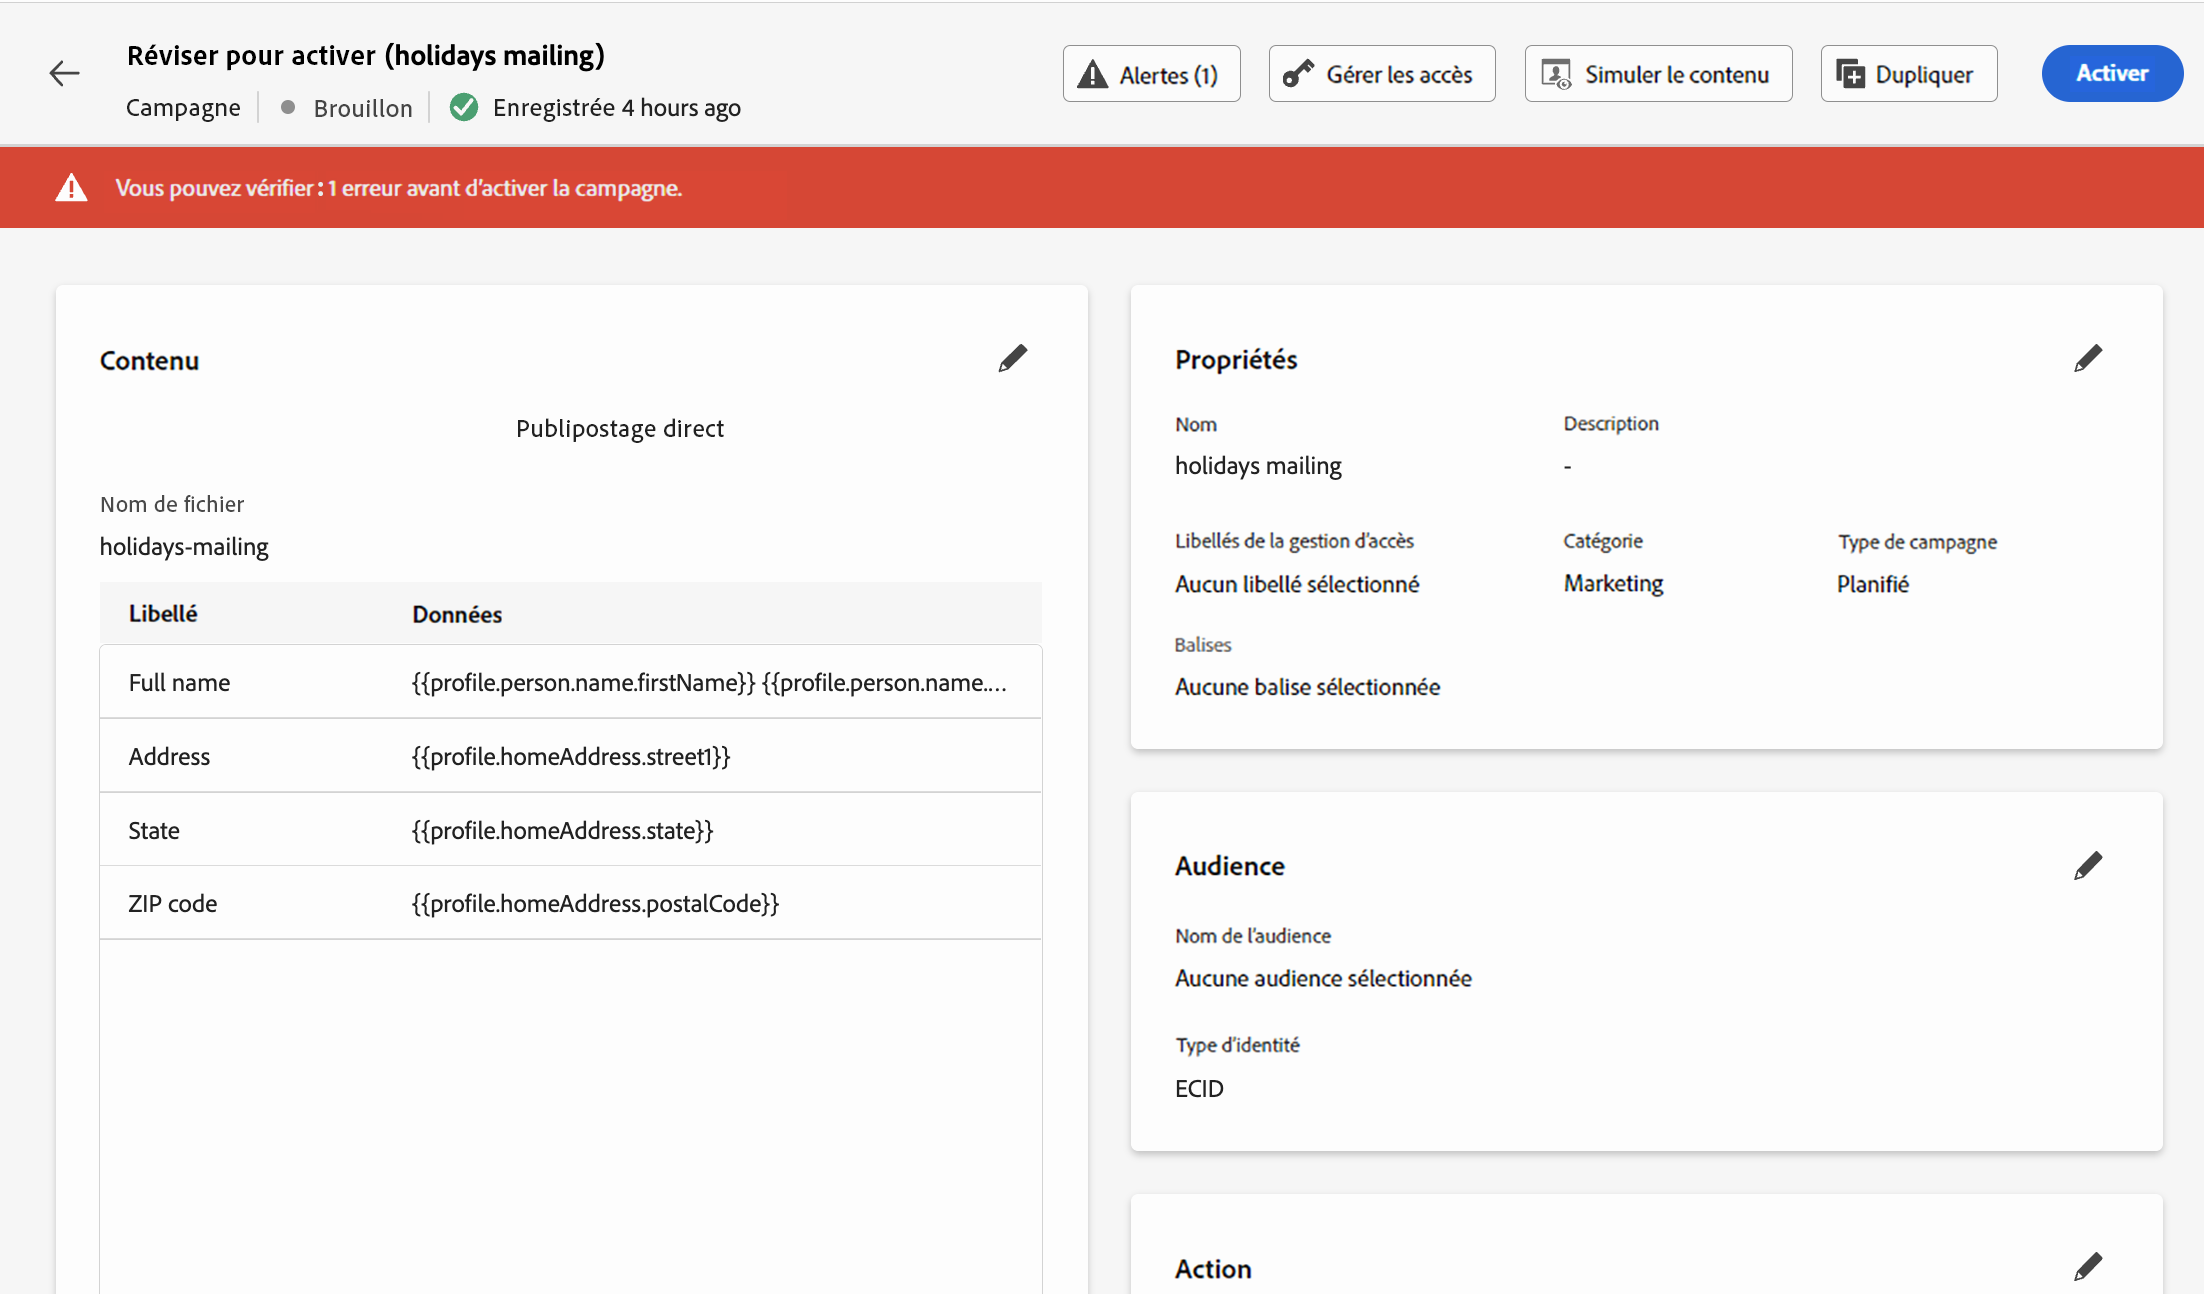 Réviser pour activer (holidays mailing)
Campagne
Brouillon
Enregistrée 4 hours ago
Alertes (1)
Gérer les accès
Simuler le contenu
Dupliquer
Activer
Vous pouvez vérifier : 1 erreur avant d'activer la campagne.
Contenu
Publipostage direct
Nom de fichier
holidays-mailing
Libellé Données
Full name {{profile.person.name.firstName}} {{profile.person.name....
Address {{profile.homeAddress.street1}}
State {{profile.homeAddress.state}}
ZIP code {{profile.homeAddress.postalCode}}
Propriétés
Nom Description
holidays mailing -
Libellés de la gestion d'accès Catégorie Type de campagne
Aucun libellé sélectionné Marketing Planifié
Balises
Aucune balise sélectionnée
Audience
Nom de l'audience
Aucune audience sélectionnée
Type d'identité
ECID
Action